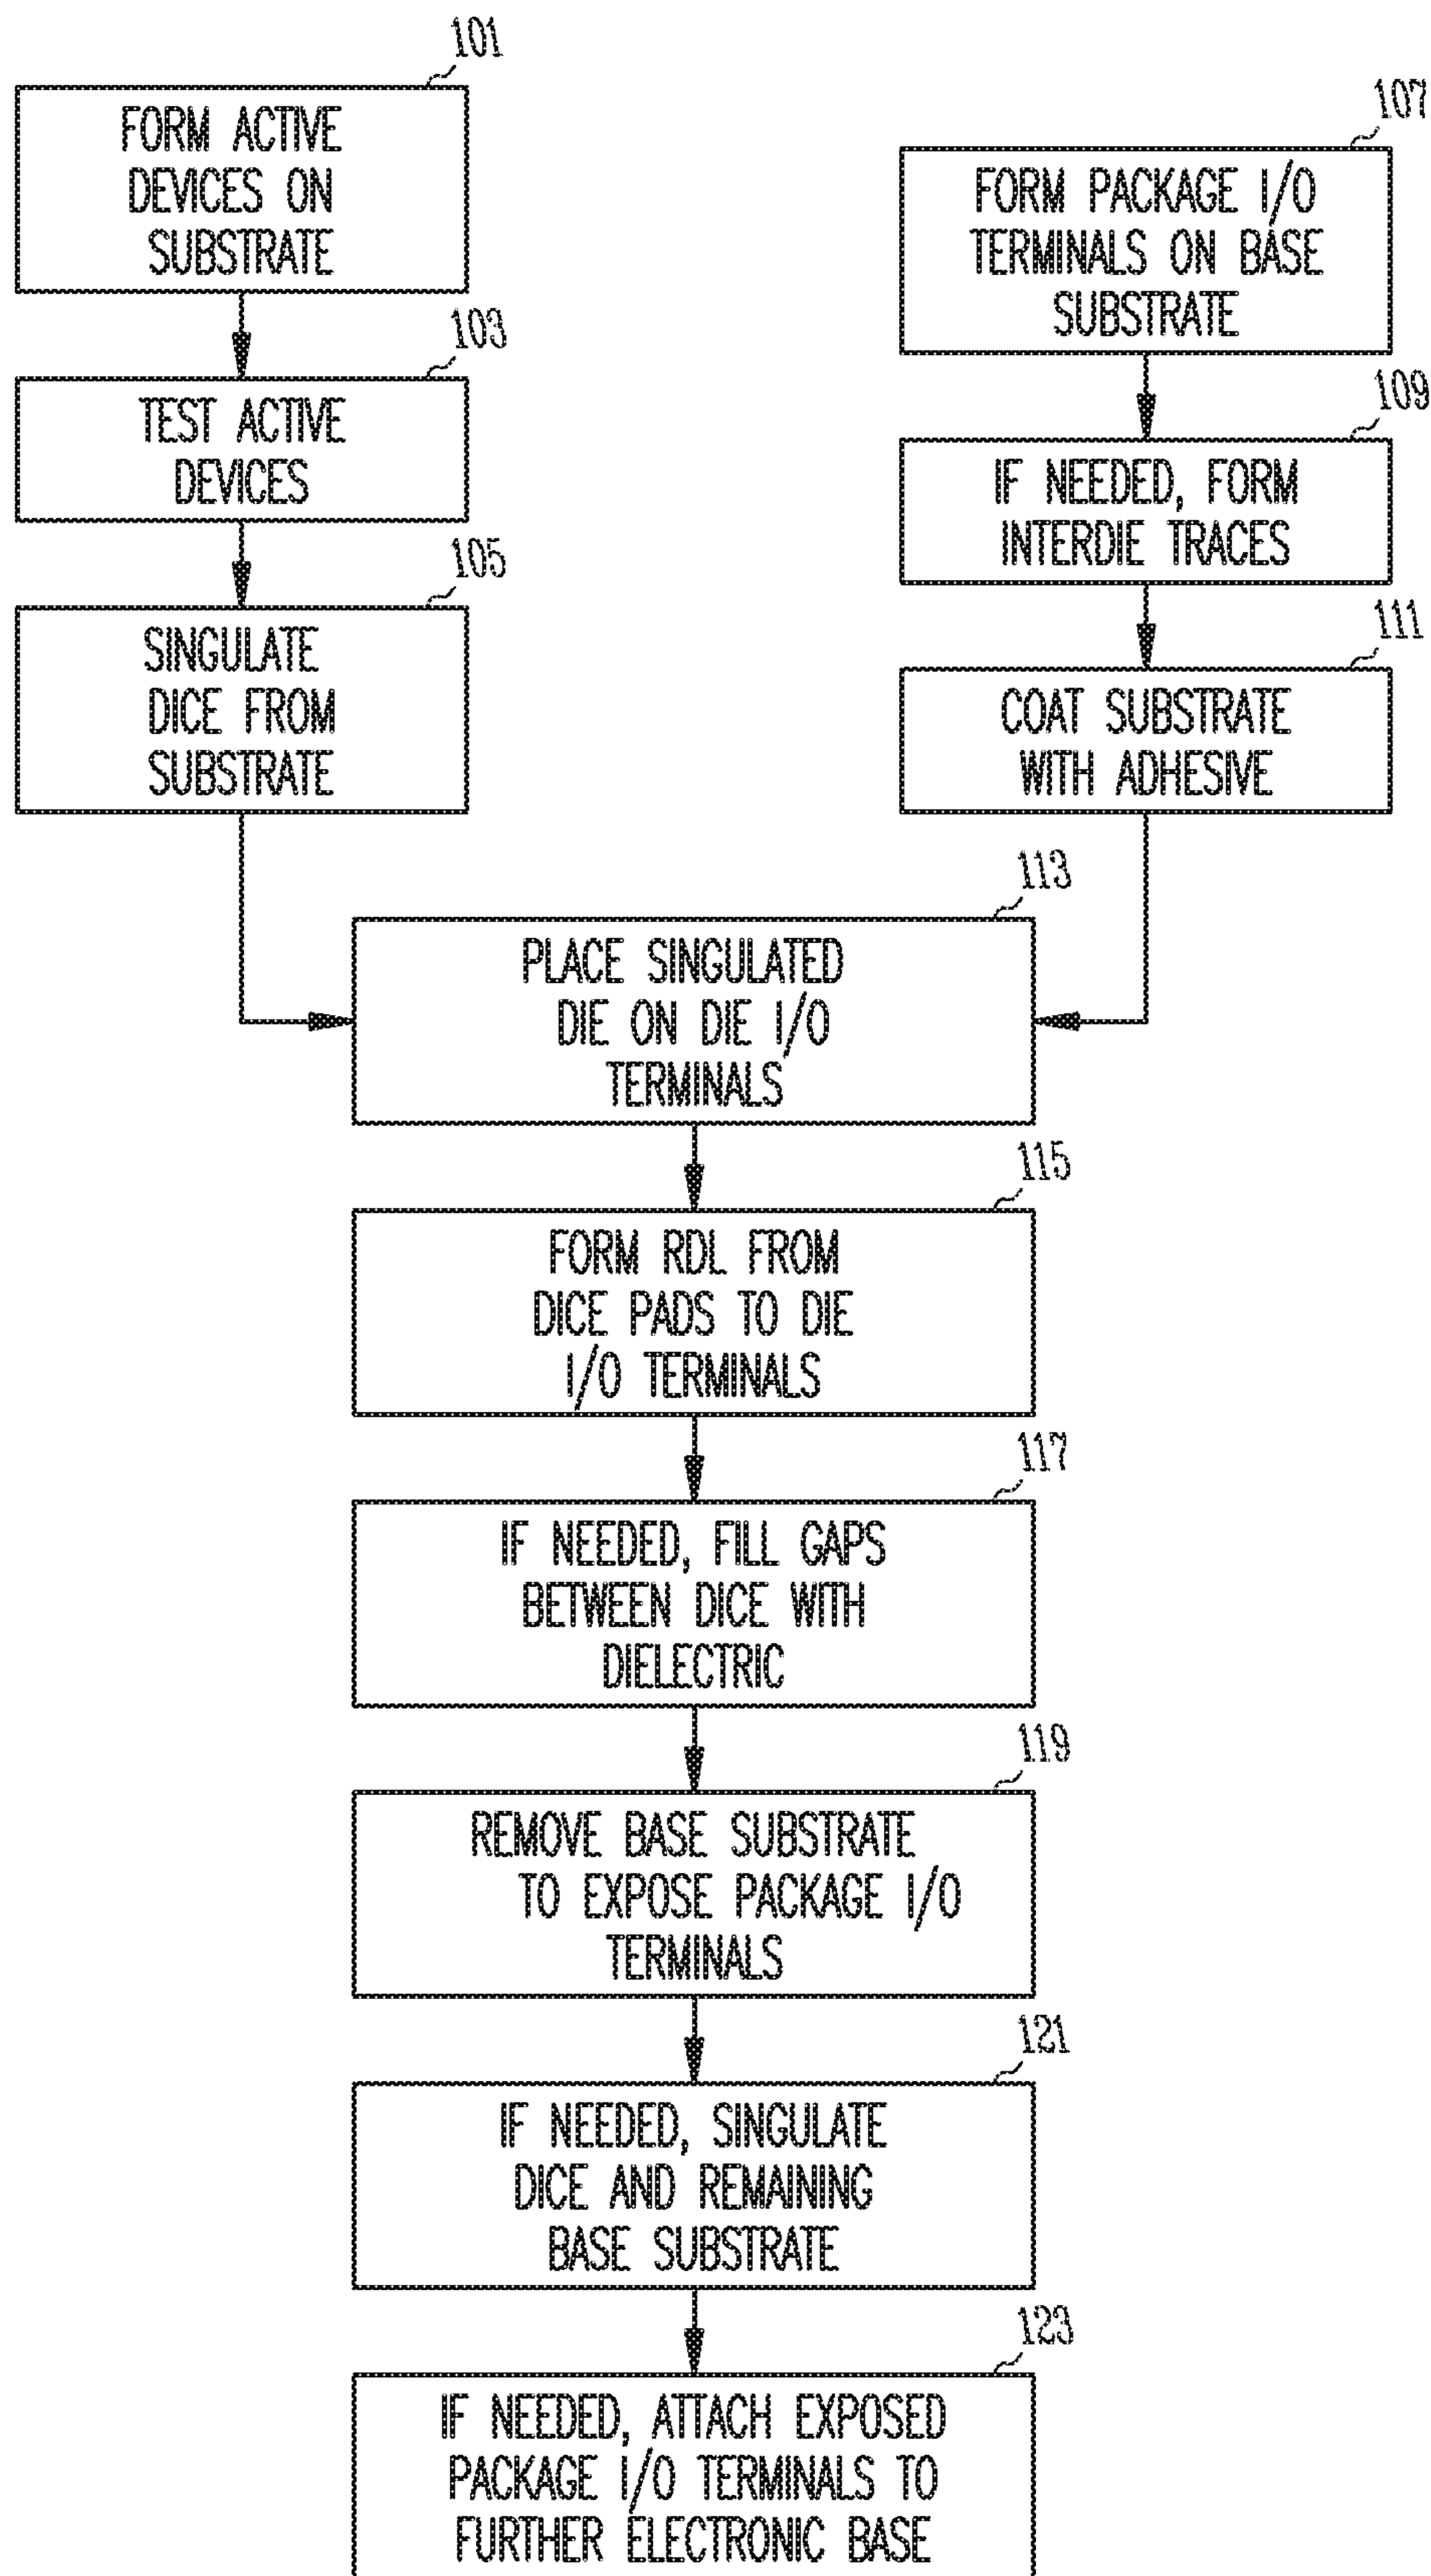 101
FORM ACTIVE
DEVICES ON
SUBSTRATE
103
TEST ACTIVE
DEVICES
105
SINGULATE
DICE FROM
SUBSTRATE
107
FORM PACKAGE I/O
TERMINALS ON BASE
SUBSTRATE
109
IF NEEDED, FORM
INTERDIE TRACES
111
COAT SUBSTRATE
WITH ADHESIVE
113
PLACE SINGULATED
DIE ON DIE I/O
TERMINALS
115
FORM RDL FROM
DICE PADS TO DIE
I/O TERMINALS
117
IF NEEDED, FILL GAPS
BETWEEN DICE WITH
DIELECTRIC
119
REMOVE BASE SUBSTRATE
TO EXPOSE PACKAGE I/O
TERMINALS
121
IF NEEDED, SINGULATE
DICE AND REMAINING
BASE SUBSTRATE
123
IF NEEDED, ATTACH EXPOSED
PACKAGE I/O TERMINALS TO
FURTHER ELECTRONIC BASE